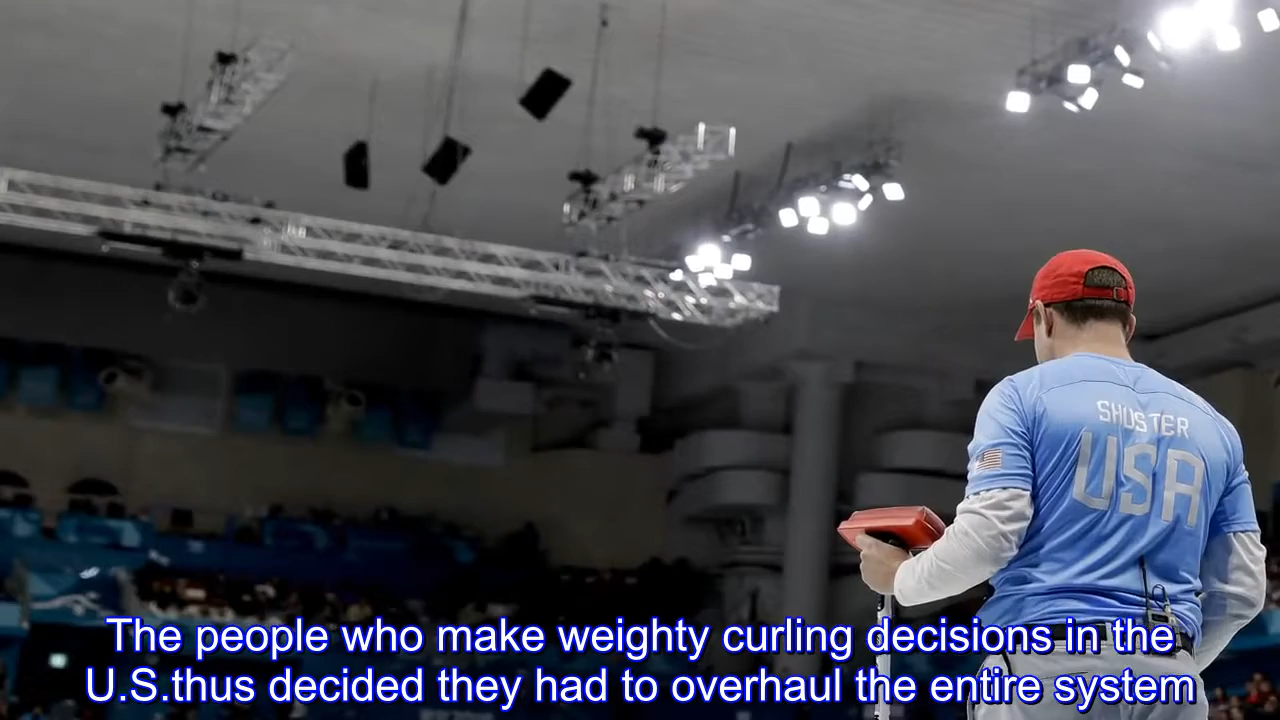 SHUSTER
USA
The people who make weighty curling decisions in the
U.S.thus decided they had to overhaul the entire system